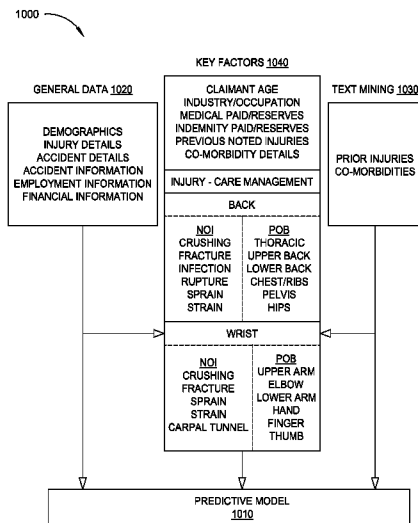 1000
KEY FACTORS 1040
GENERAL DATA 1020
TEXT MINING 1030
DEMOGRAPHICS
INJURY DETAILS
ACCIDENT DETAILS
ACCIDENT INFORMATION
EMPLOYMENT INFORMATION
FINANCIAL INFORMATION
CLAIMANT AGE
INDUSTRY/OCCUPATION
MEDICAL PAID/RESERVES
INDEMNITY PAID/RESERVES
PREVIOUS NOTED INJURIES
CO-MORBIDITY DETAILS
INJURY - CARE MANAGEMENT
BACK
NOI
CRUSHING
FRACTURE
INFECTION
RUPTURE
SPRAIN
STRAIN
POB
THORACIC
UPPER BACK
LOWER BACK
CHEST/RIBS
PELVIS
HIPS
WRIST
NOI
CRUSHING
FRACTURE
SPRAIN
STRAIN
CARPAL TUNNEL
POB
UPPER ARM
ELBOW
LOWER ARM
HAND
FINGER
THUMB
PRIOR INJURIES
CO-MORBIDITIES
PREDICTIVE MODEL
1010